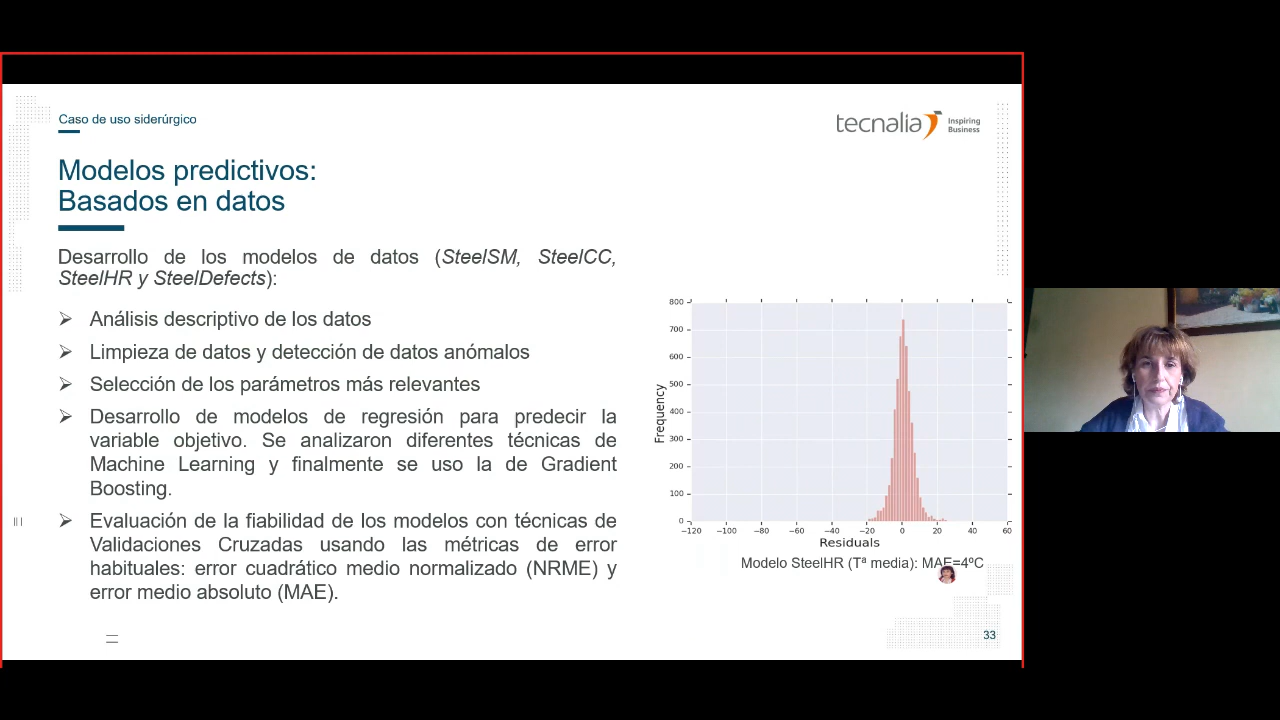 Caso de uso siderúrgico
tecnalia Inspiring
Business
Modelos predictivos:
Basados en datos
Desarrollo de los modelos de datos (SteelSM, SteelCC,
SteelHR y SteelDefects):
➢ Análisis descriptivo de los datos
➢ Limpieza de datos y detección de datos anómalos
➢ Selección de los parámetros más relevantes
➢ Desarrollo de modelos de regresión para predecir la
variable objetivo. Se analizaron diferentes técnicas de
Machine Learning y finalmente se uso la de Gradient
Boosting.
➢ Evaluación de la fiabilidad de los modelos con técnicas de
Validaciones Cruzadas usando las métricas de error
habituales: error cuadrático medio normalizado (NRME) y
error medio absoluto (MAE).
800
700
600
500
400
300
200
100
0
Frequency
−120 −100 −80 −60 −40 −20 0 20 40 60
Residuals
Modelo SteelHR (Tª media): MAE=4ºC
33